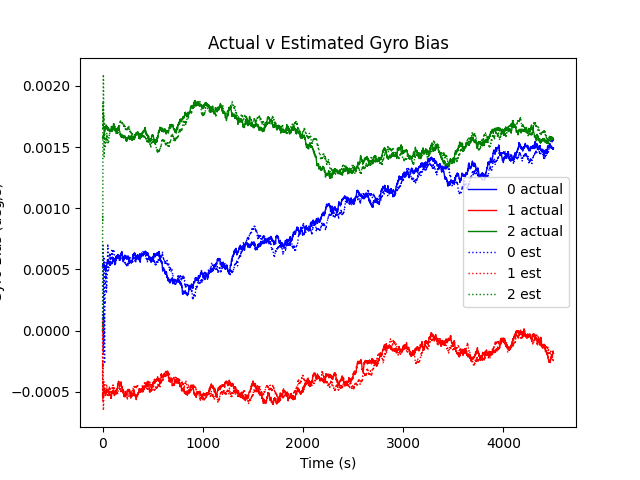 Actual v Estimated Gyro Bias
0.0020
0.0015
0.0010
0.0005
0.0000
−0.0005
0 actual
1 actual
2 actual
0 est
1 est
2 est
0
1000
2000
3000
4000
Time (s)